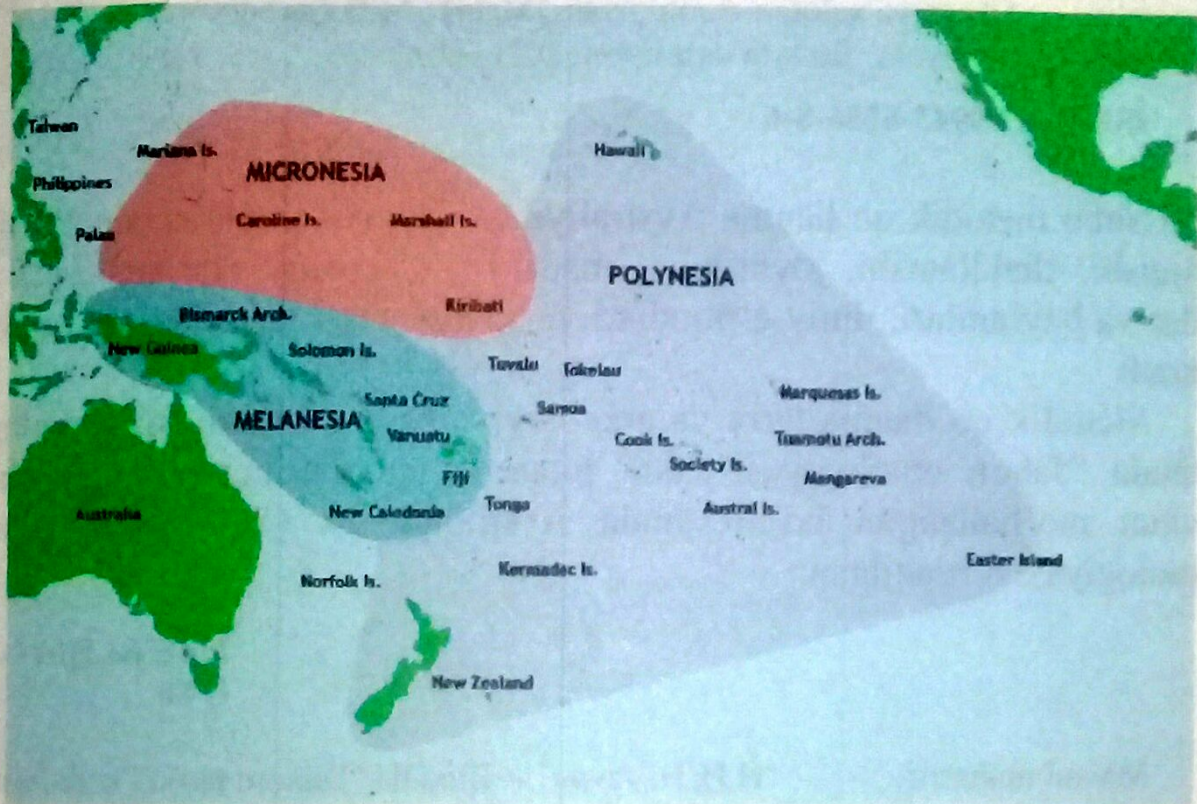 Taiwan
Mariana Is.
MICRONESIA
Hawaii
Philippines
Caroline Is.
Marshall Is.
Palau
POLYNESIA
Kiribati
Bismarck Arch.
New Guinea
Solomon Is.
Tuvalu
Tokelau
Santa Cruz
Samoa
Marquesas Is.
MELANESIA
Vanuatu
Cook Is.
Tuamotu Arch.
Society Is.
Fiji
Mangareva
New Caledonia
Tonga
Austral Is.
Australia
Norfolk Is.
Kermadec Is.
Easter Island
New Zealand